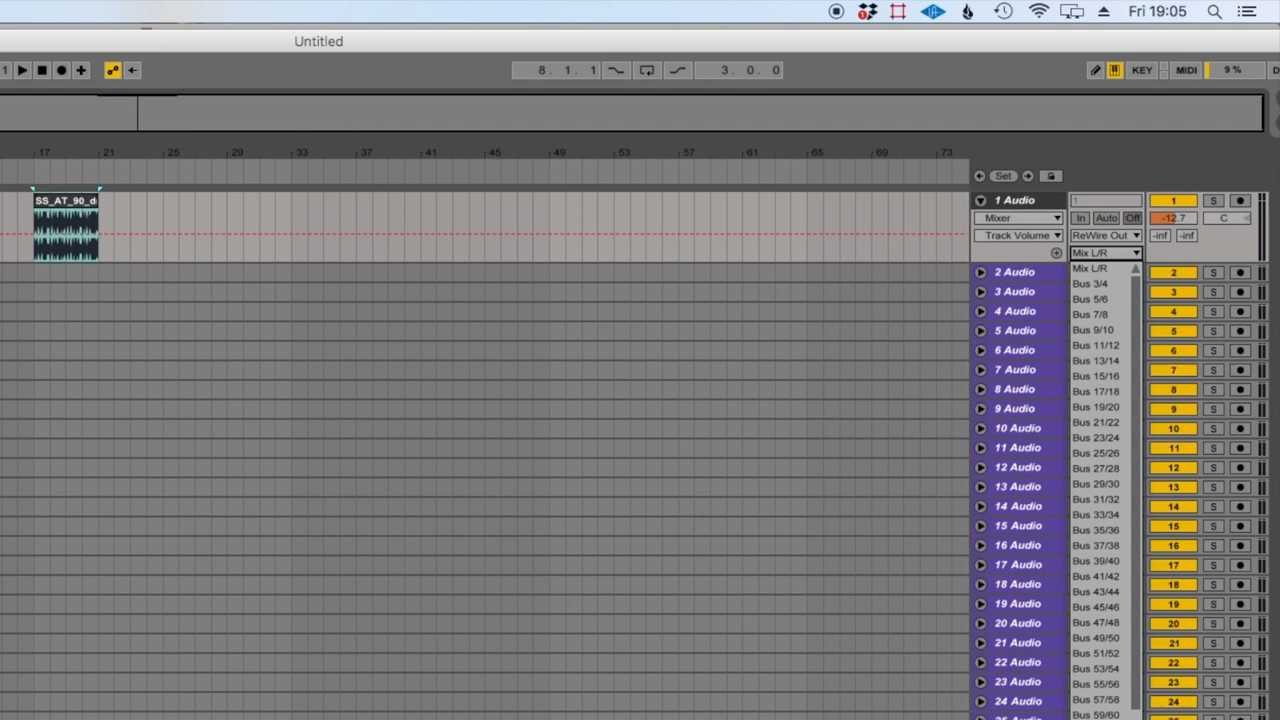 1
Fri 19:05
Untitled
1
8. 1. 1
3. 0. 0
KEY
MIDI
9 %
D
17 21 25 29 33 37 41 45 49 53 57 61 65 69 73
Set
SS_AT_90_d
1 Audio
1
1
S
Mixer
In
Auto
Off
-12.7
C
Track Volume
ReWire Out
-inf
-inf
Mix L/R
Mix L/R
2 Audio
2
S
Bus 3/4
3 Audio
3
S
Bus 5/6
4 Audio
4
S
Bus 7/8
5 Audio
5
S
Bus 9/10
6 Audio
6
S
Bus 11/12
7 Audio
7
S
Bus 13/14
Bus 15/16
8 Audio
8
S
Bus 17/18
9 Audio
9
S
Bus 19/20
10 Audio
10
S
Bus 21/22
Bus 23/24
11 Audio
11
S
Bus 25/26
12 Audio
12
S
Bus 27/28
13 Audio
13
S
Bus 29/30
14 Audio
14
S
Bus 31/32
Bus 33/34
15 Audio
15
S
Bus 35/36
16 Audio
16
S
Bus 37/38
17 Audio
17
S
Bus 39/40
18 Audio
18
S
Bus 41/42
Bus 43/44
19 Audio
19
S
Bus 45/46
20 Audio
20
S
Bus 47/48
21 Audio
21
S
Bus 49/50
22 Audio
22
S
Bus 51/52
Bus 53/54
23 Audio
23
S
Bus 55/56
24 Audio
24
S
Bus 57/58
Bus 59/60